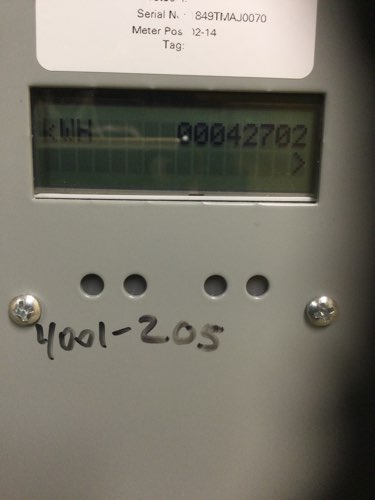 Serial N 849TMAJ0070
Meter Pos 02-14
Tag:
kWH 00042702
>
4001-205